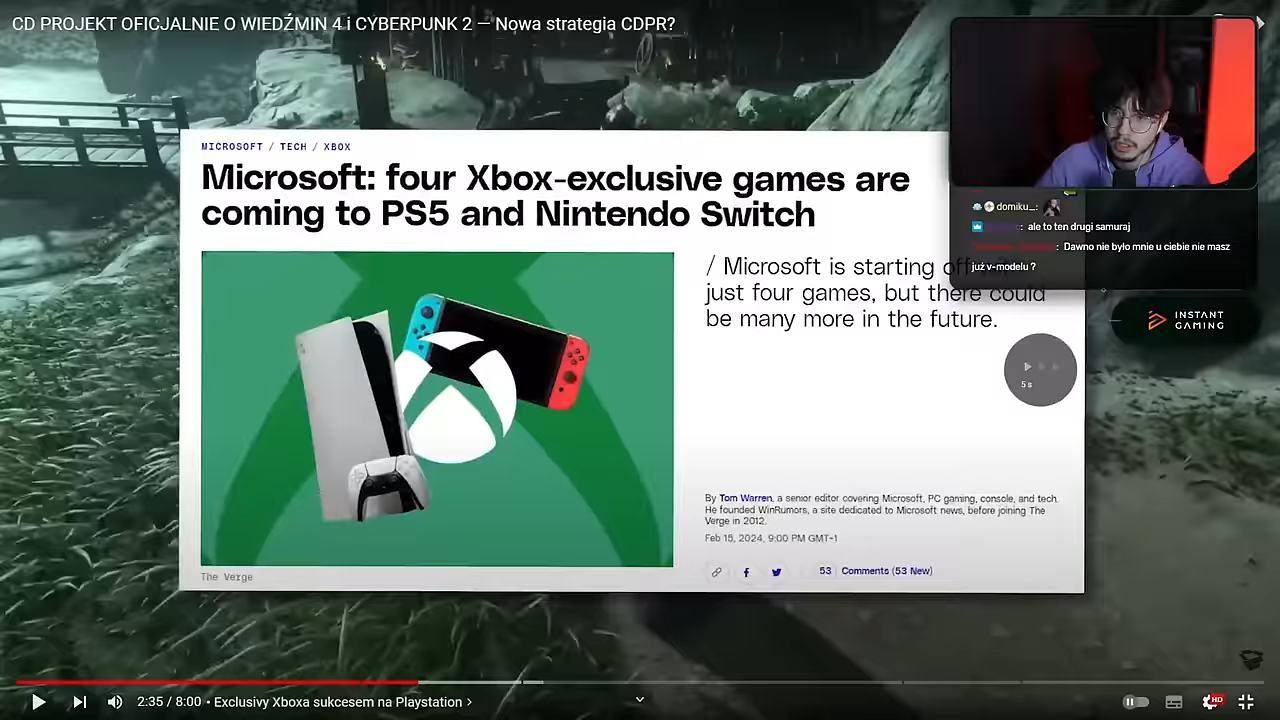 CD PROJEKT OFICJALNIE O WIEDŹMIN 4 i CYBERPUNK 2 — Nowa strategia CDPR?
MICROSOFT / TECH / XBOX
Microsoft: four Xbox-exclusive games are
coming to PS5 and Nintendo Switch
domiku_:
: ale to ten drugi samuraj
: Dawno nie było mnie u ciebie nie masz
już v-modelu ?
/ Microsoft is starting
just four games, but there could
be many more in the future.
INSTANT
GAMING
5 s
By Tom Warren, a senior editor covering Microsoft, PC gaming, console, and tech.
He founded WinRumors, a site dedicated to Microsoft news, before joining The
Verge in 2012.
Feb 15, 2024, 9:00 PM GMT+1
53 Comments (53 New)
The Verge
2:35 / 8:00 • Exclusivy Xboxa sukcesem na Playstation >
HD